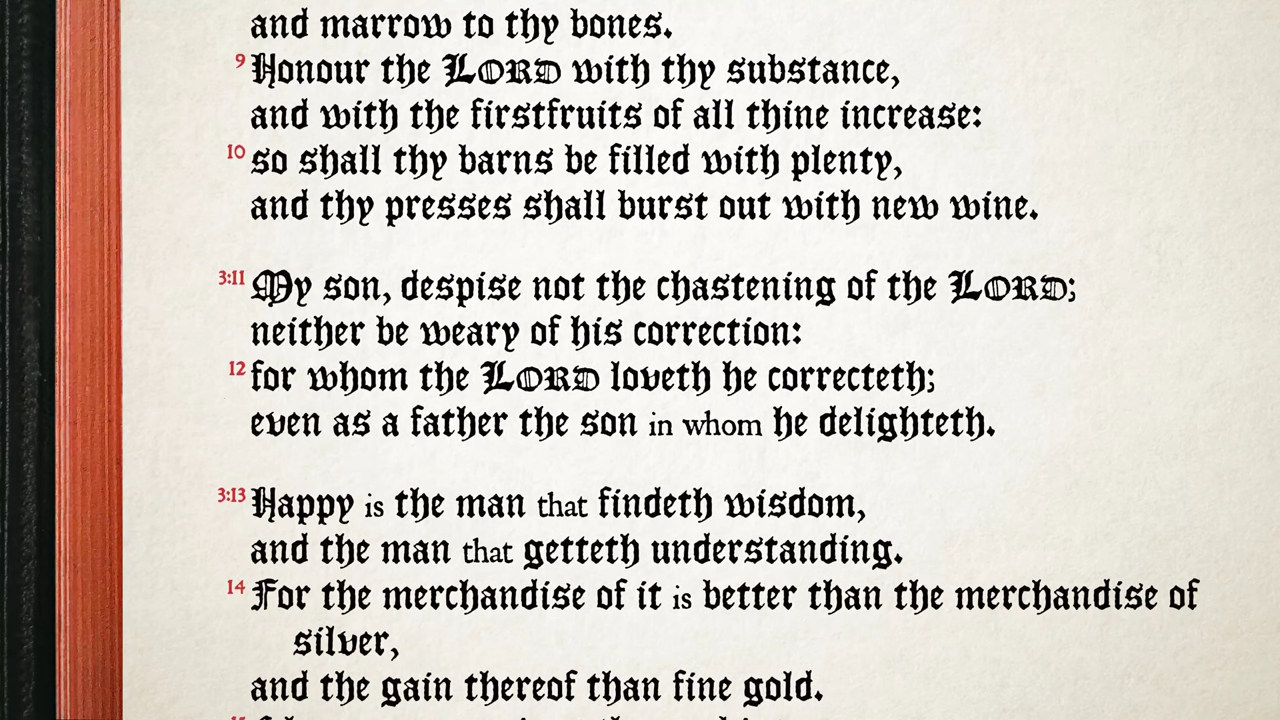 and marrow to thy bones.
9 Honour the LORD with thy substance,
and with the firstfruits of all thine increase:
10 so shall thy barns be filled with plenty,
and thy presses shall burst out with new wine.
3:11 My son, despise not the chastening of the LORD;
neither be weary of his correction:
12 for whom the LORD loveth he correcteth;
even as a father the son in whom he delighteth.
3:13 Happy is the man that findeth wisdom,
and the man that getteth understanding.
14 For the merchandise of it is better than the merchandise of
silver,
and the gain thereof than fine gold.